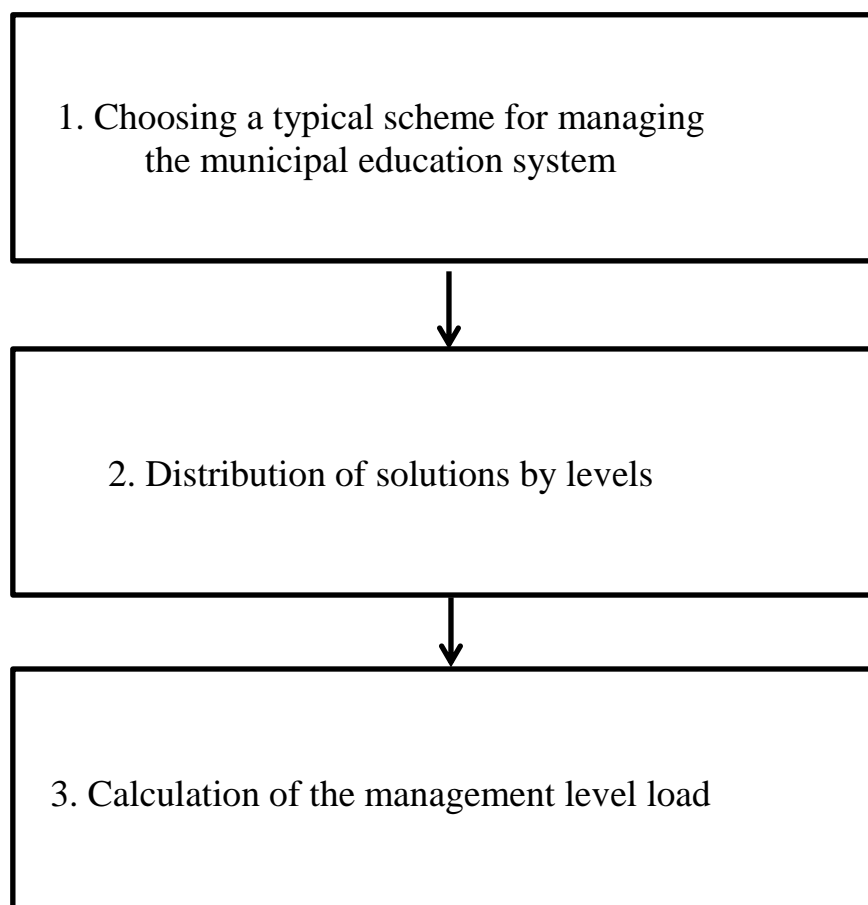 1. Choosing a typical scheme for managing
the municipal education system
2. Distribution of solutions by levels
3. Calculation of the management level load